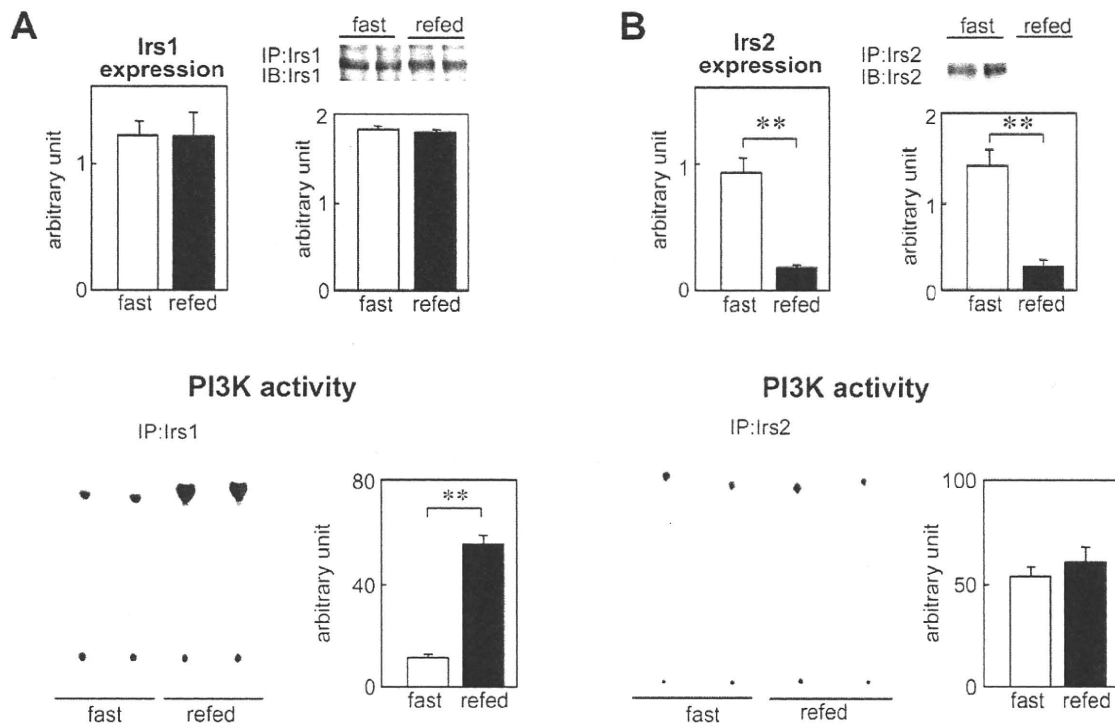 A
Irs1
expression
fast refed
IP:Irs1
IB:Irs1
arbitrary unit
1
0
fast refed
arbitrary unit
2
1
0
fast refed
PI3K activity
IP:Irs1
fast refed
arbitrary unit
80
40
0
**
fast refed
B
Irs2
expression
fast refed
IP:Irs2
IB:Irs2
arbitrary unit
1
0
**
fast refed
arbitrary unit
2
1
0
**
fast refed
PI3K activity
IP:Irs2
fast refed
arbitrary unit
100
50
0
fast refed